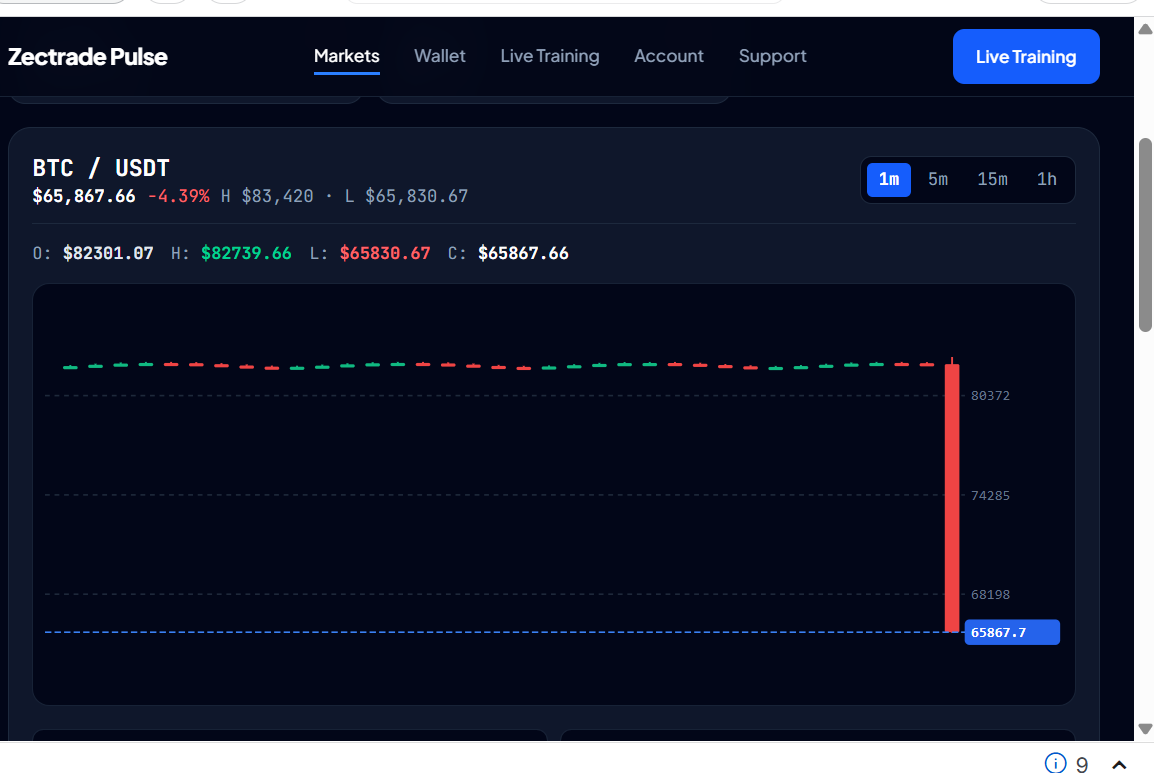 Zectrade Pulse
Markets Wallet Live Training Account Support
Live Training
BTC / USDT
$65,867.66 -4.39% H $83,420 · L $65,830.67
1m 5m 15m 1h
O: $82301.07 H: $82739.66 L: $65830.67 C: $65867.66
80372
74285
68198
65867.7
9